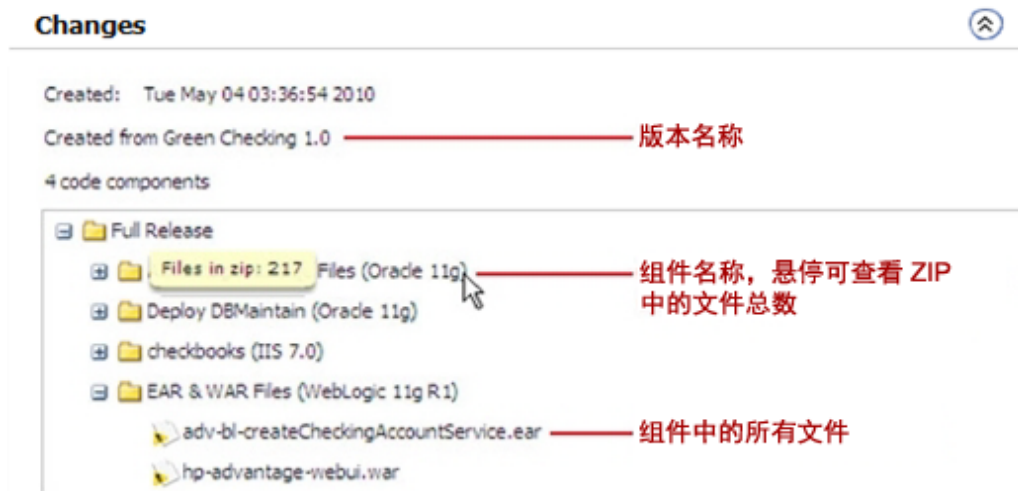 Changes
Created: Tue May 04 03:36:54 2010
Created from Green Checking 1.0
版本名称
4 code components
Full Release
Files in zip: 217
Files (Oracle 11g)
组件名称，悬停可查看 ZIP
中的文件总数
Deploy DBMaintain (Oracle 11g)
checkbooks (IIS 7.0)
EAR & WAR Files (WebLogic 11g R1)
adv-bl-createCheckingAccountService.ear
组件中的所有文件
hp-advantage-webui.war